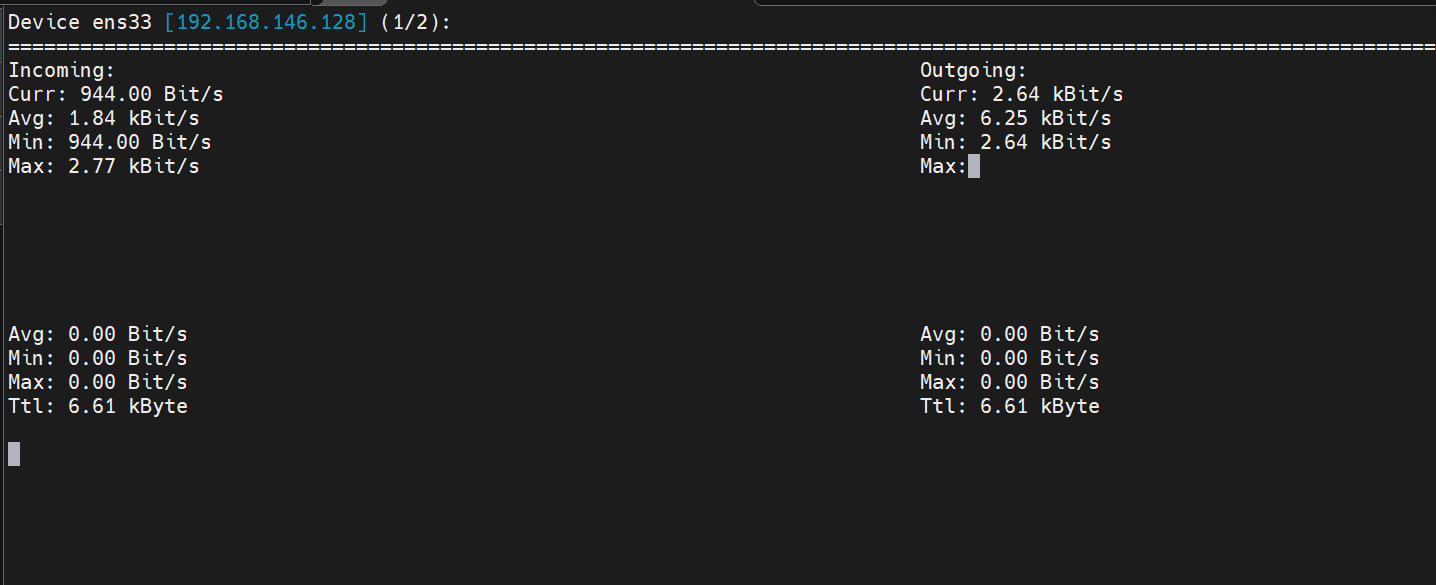 Device ens33 [192.168.146.128] (1/2):
========================================================================================================================
Incoming:
Curr: 944.00 Bit/s
Avg: 1.84 kBit/s
Min: 944.00 Bit/s
Max: 2.77 kBit/s
Outgoing:
Curr: 2.64 kBit/s
Avg: 6.25 kBit/s
Min: 2.64 kBit/s
Max:
Avg: 0.00 Bit/s
Min: 0.00 Bit/s
Max: 0.00 Bit/s
Ttl: 6.61 kByte
Avg: 0.00 Bit/s
Min: 0.00 Bit/s
Max: 0.00 Bit/s
Ttl: 6.61 kByte